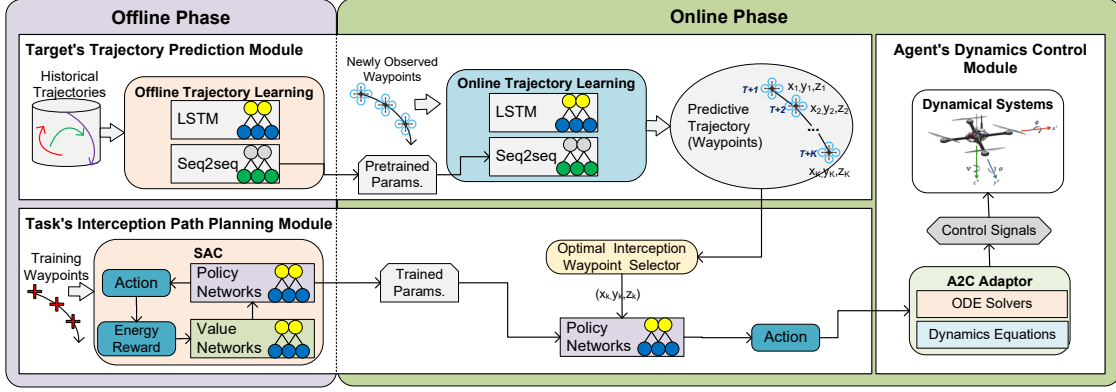 Offline Phase
Online Phase
Target's Trajectory Prediction Module
Historical
Trajectories
Offline Trajectory Learning
LSTM
Seq2seq
Newly Observed
Waypoints
Pretrained
Params.
Online Trajectory Learning
LSTM
Seq2seq
Predictive
Trajectory
(Waypoints)
T+1
x1,y1,z1
T+2
x2,y2,z2
...
T+K
xK,yK,zK
Task's Interception Path Planning Module
Training
Waypoints
SAC
Action
Policy
Networks
Energy
Reward
Value
Networks
Trained
Params.
Optimal Interception
Waypoint Selector
(xk,yk,zk)
Policy
Networks
Action
Agent's Dynamics Control
Module
Dynamical Systems
Control Signals
A2C Adaptor
ODE Solvers
Dynamics Equations